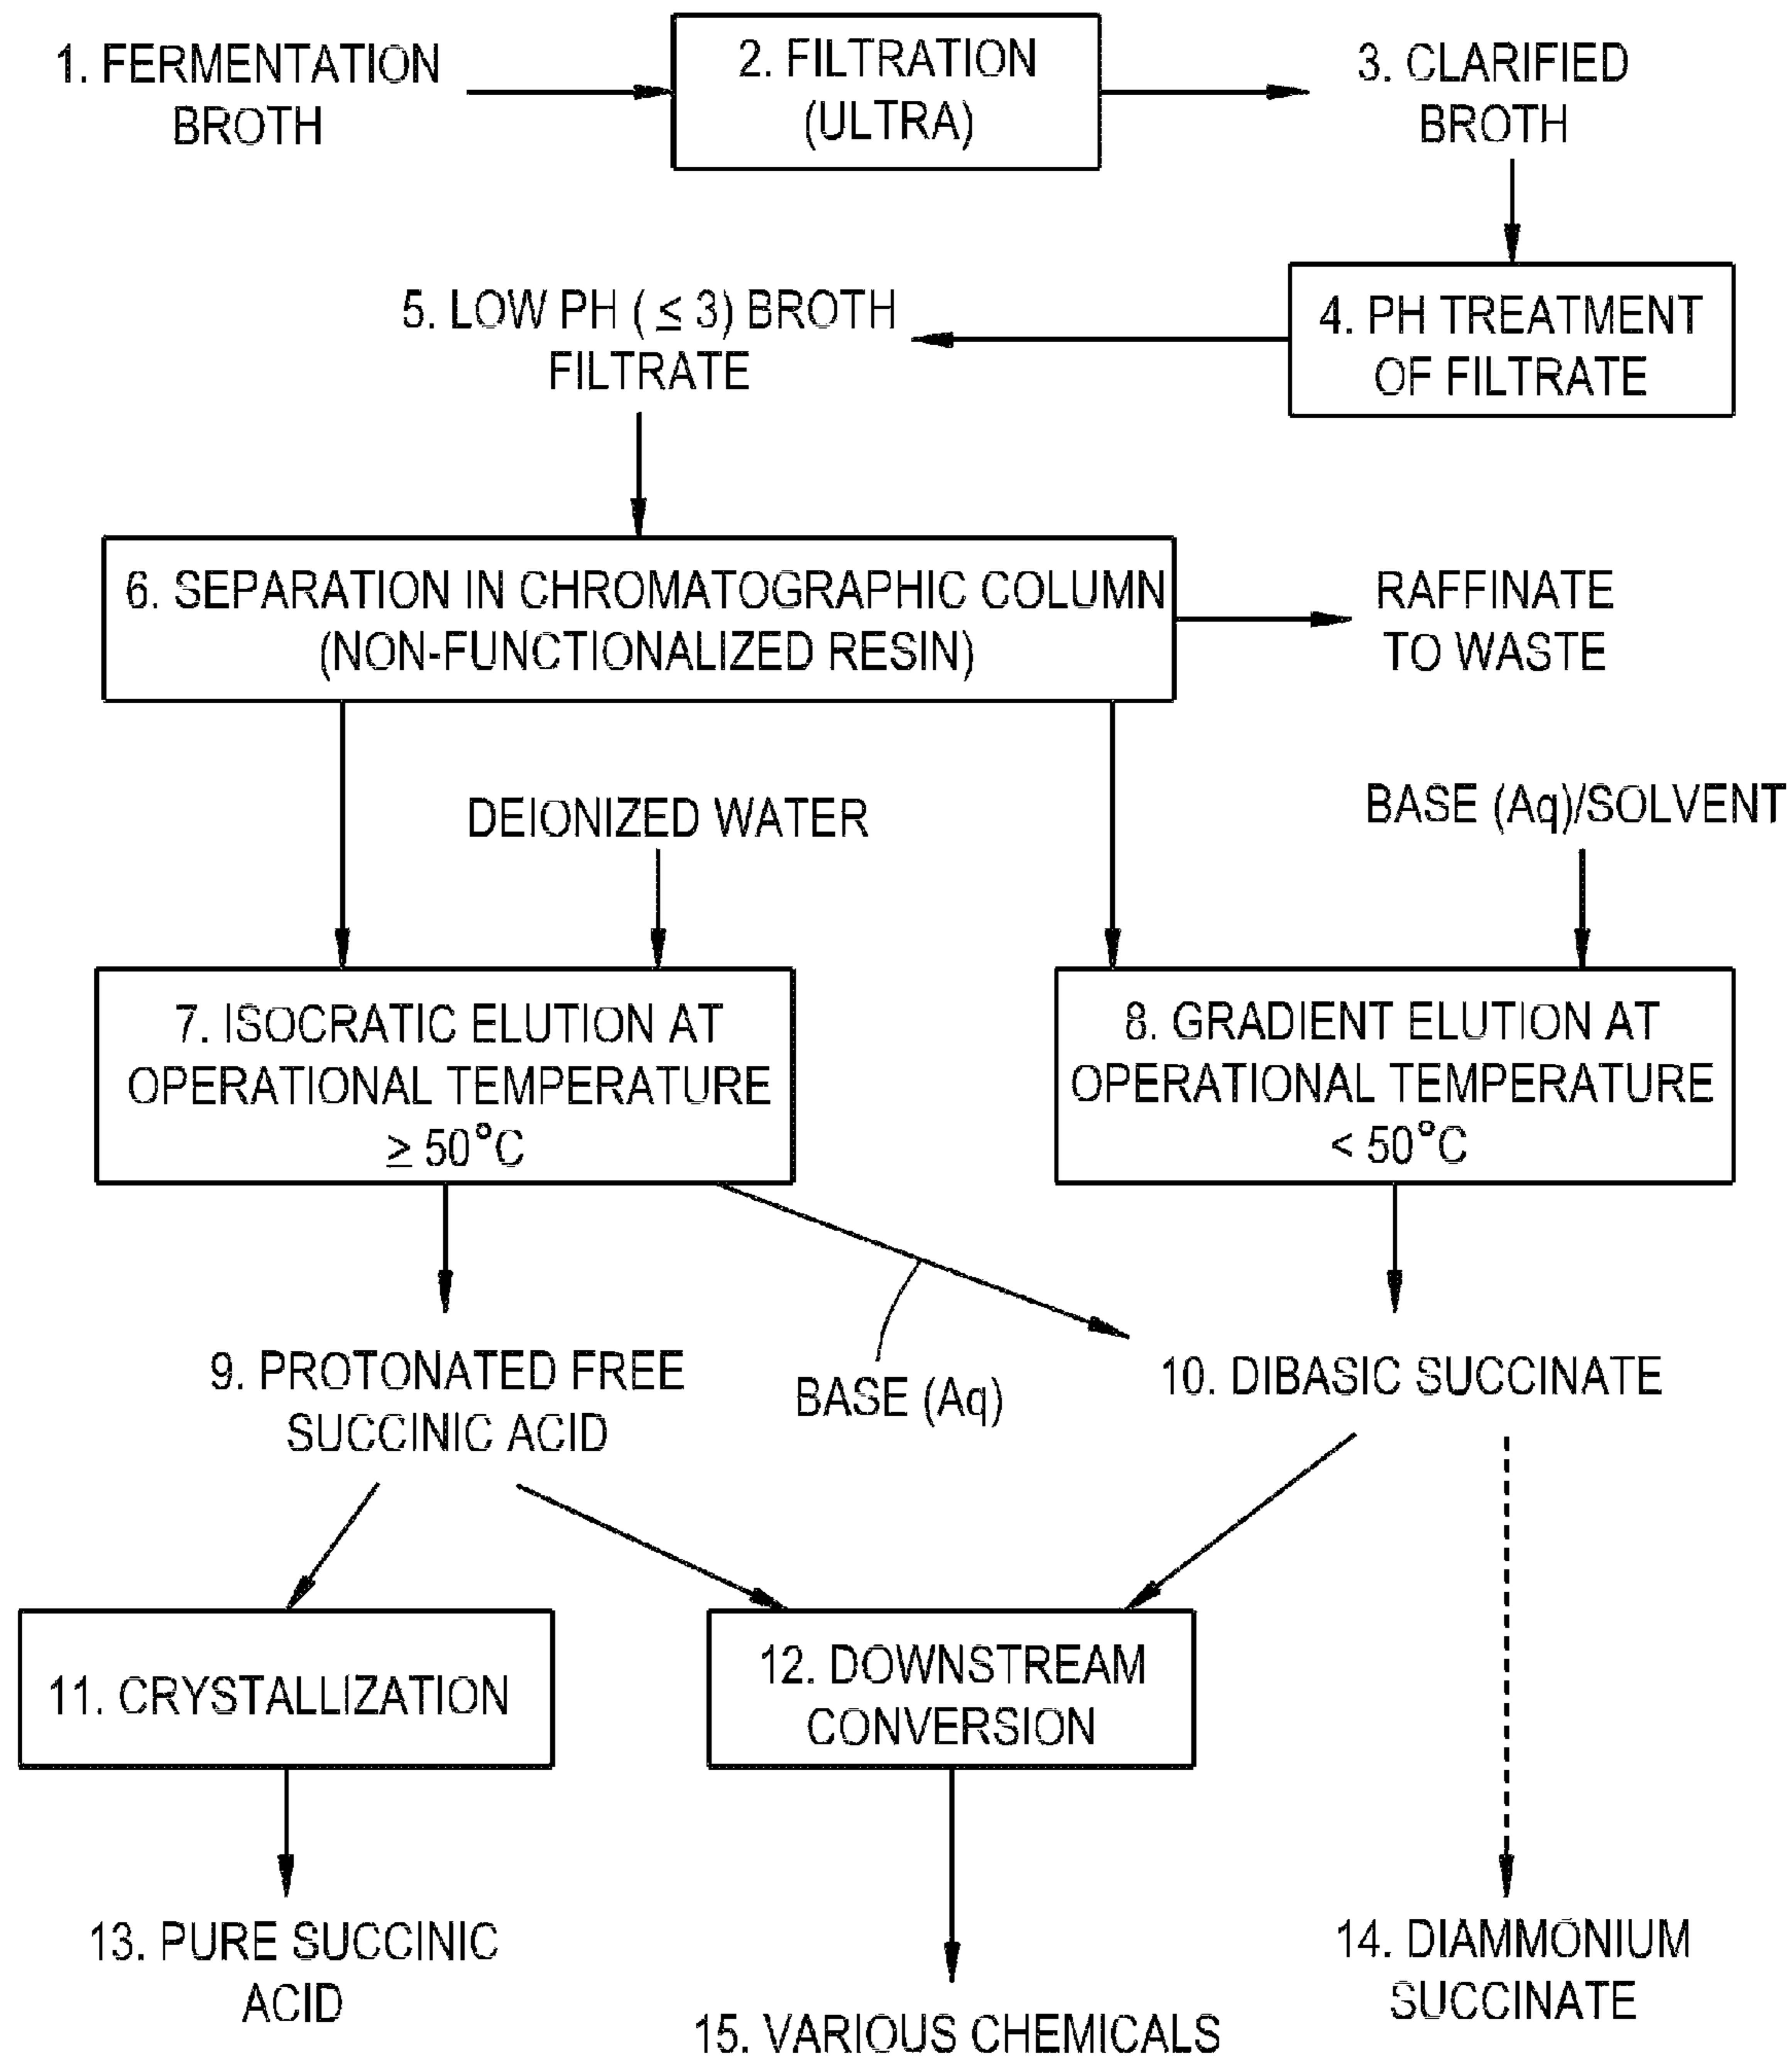 1. FERMENTATION
BROTH
2. FILTRATION
(ULTRA)
3. CLARIFIED
BROTH
4. PH TREATMENT
OF FILTRATE
5. LOW PH ( ≤ 3) BROTH
FILTRATE
6. SEPARATION IN CHROMATOGRAPHIC COLUMN
(NON-FUNCTIONALIZED RESIN)
RAFFINATE
TO WASTE
DEIONIZED WATER
BASE (Aq)/SOLVENT
7. ISOCRATIC ELUTION AT
OPERATIONAL TEMPERATURE
≥ 50°C
8. GRADIENT ELUTION AT
OPERATIONAL TEMPERATURE
< 50°C
9. PROTONATED FREE
SUCCINIC ACID
BASE (Aq)
10. DIBASIC SUCCINATE
11. CRYSTALLIZATION
12. DOWNSTREAM
CONVERSION
13. PURE SUCCINIC
ACID
14. DIAMMONIUM
SUCCINATE
15. VARIOUS CHEMICALS